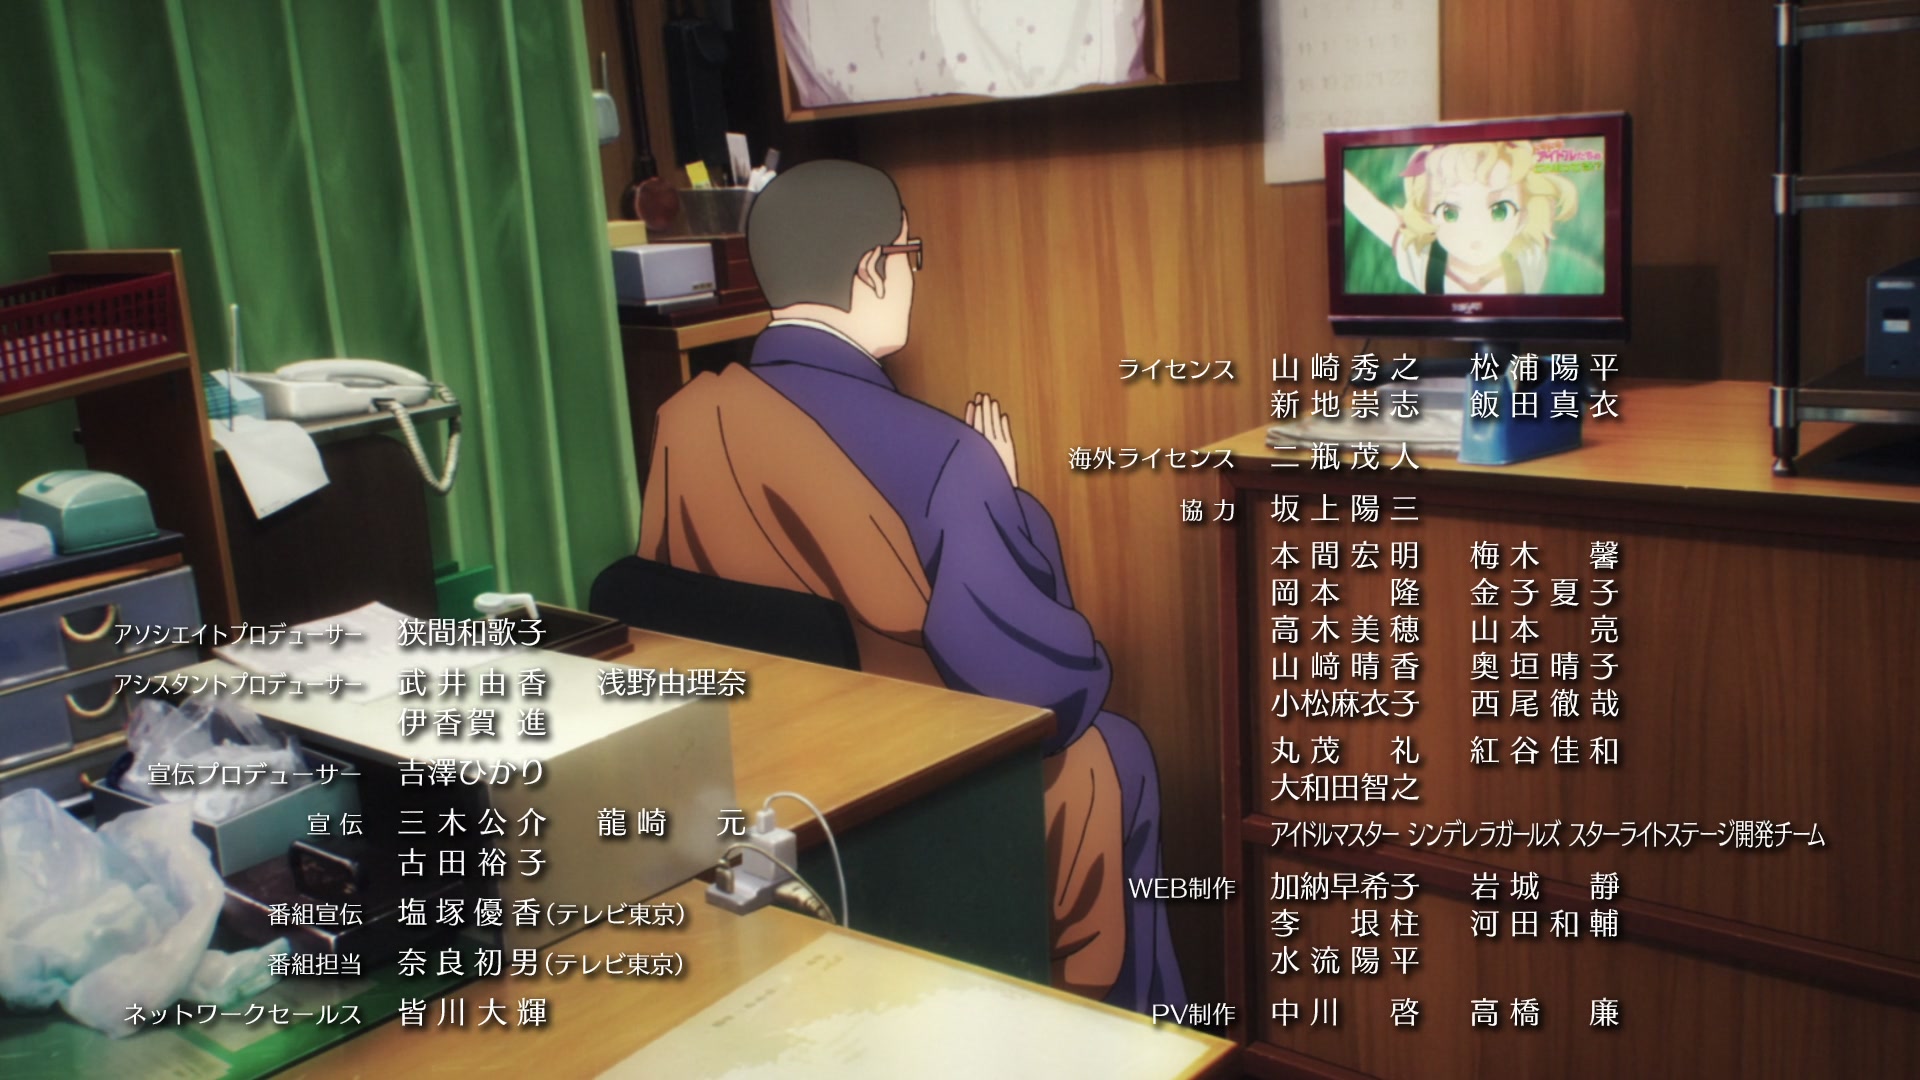 アイドルたちの
アソシエイトプロデューサー 狭間和歌子
アシスタントプロデューサー 武井由香 浅野由理奈
伊香賀 進
宣伝プロデューサー 吉澤ひかり
宣伝 三木公介 龍崎 元
古田裕子
番組宣伝 塩塚優香(テレビ東京)
番組担当 奈良初男(テレビ東京)
ネットワークセールス 皆川大輝
ライセンス 山崎秀之 松浦陽平
新地崇志 飯田真衣
海外ライセンス 二瓶茂人
協力 坂上陽三
本間宏明 梅木 馨
岡本 隆 金子夏子
高木美穂 山本 亮
山﨑晴香 奥垣晴子
小松麻衣子 西尾徹哉
丸茂 礼 紅谷佳和
大和田智之
アイドルマスター シンデレラガールズ スターライトステージ開発チーム
WEB制作 加納早希子 岩城 靜
李 垠柱 河田和輔
水流陽平
PV制作 中川 啓 高橋 廉